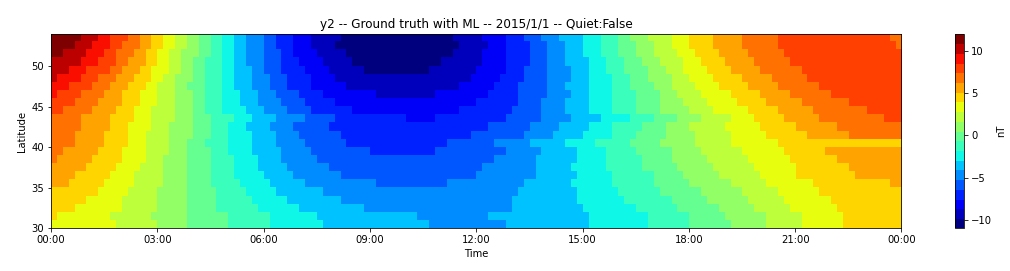 y2 -- Ground truth with ML -- 2015/1/1 -- Quiet:False
Latitude
50
45
40
35
30
00:00 03:00 06:00 09:00 12:00 15:00 18:00 21:00 00:00
Time
10
5
0
−5
−10
nT